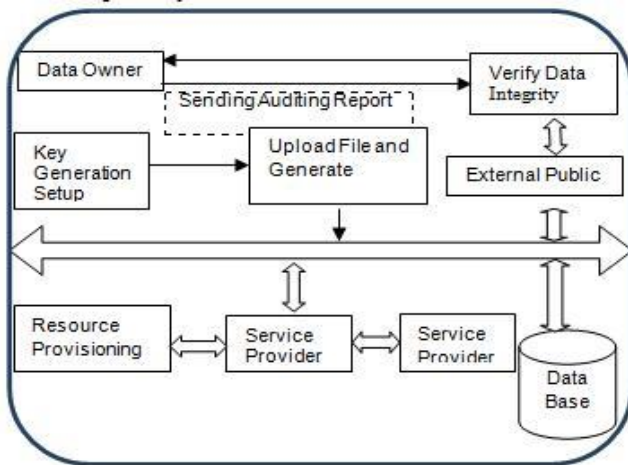 Data Owner
Verify Data
Integrity
Sending Auditing Report
Key
Generation
Setup
Upload File and
Generate
External Public
Resource
Provisioning
Service
Provider
Service
Provider
Data
Base